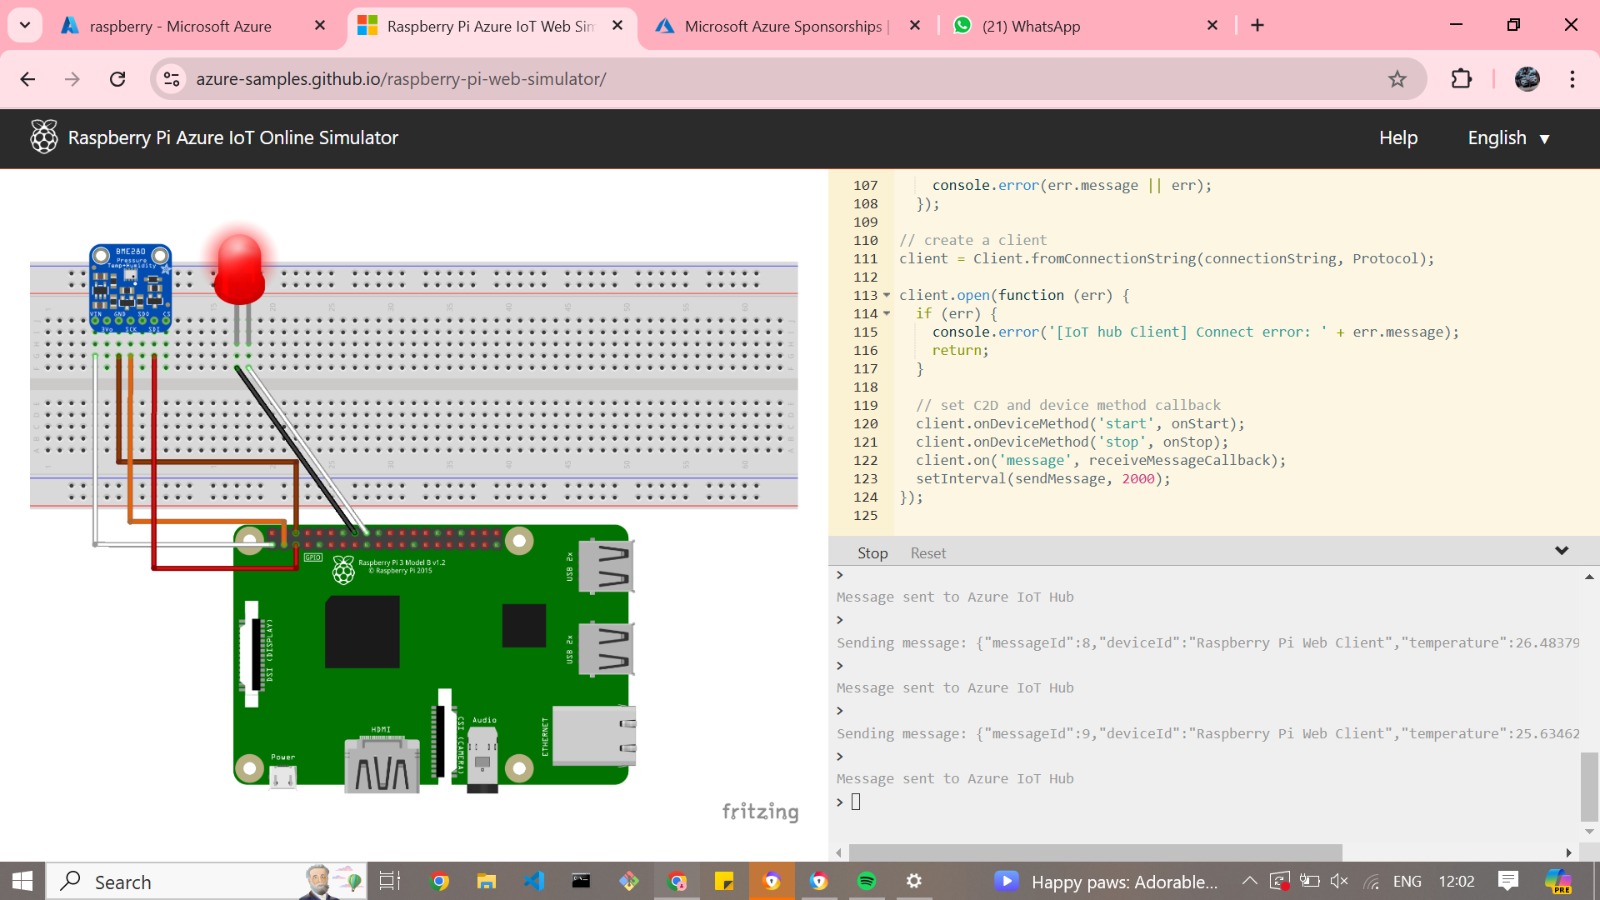 raspberry - Microsoft Azure
Raspberry Pi Azure IoT Web Sim
Microsoft Azure Sponsorships |
(21) WhatsApp
azure-samples.github.io/raspberry-pi-web-simulator/
Raspberry Pi Azure IoT Online Simulator
Help
English ▼
BME280
Pressure
Temp+Humidity
VIN GND SDO CS
3Vo SCK SDI
GPIO
Raspberry Pi 3 Model B v1.2
© Raspberry Pi 2015
USB 2x
USB 2x
DSI (DISPLAY)
CSI (CAMERA)
Audio
ETHERNET
HDMI
Power
fritzing
107 console.error(err.message || err);
108 });
109
110 // create a client
111 client = Client.fromConnectionString(connectionString, Protocol);
112
113 client.open(function (err) {
114 if (err) {
115 console.error('[IoT hub Client] Connect error: ' + err.message);
116 return;
117 }
118
119 // set C2D and device method callback
120 client.onDeviceMethod('start', onStart);
121 client.onDeviceMethod('stop', onStop);
122 client.on('message', receiveMessageCallback);
123 setInterval(sendMessage, 2000);
124 });
125
Stop Reset
>
Message sent to Azure IoT Hub
>
Sending message: {"messageId":8,"deviceId":"Raspberry Pi Web Client","temperature":26.48379
>
Message sent to Azure IoT Hub
>
Sending message: {"messageId":9,"deviceId":"Raspberry Pi Web Client","temperature":25.63462
>
Message sent to Azure IoT Hub
>
Search
Happy paws: Adorable...
ENG
12:02
PRE